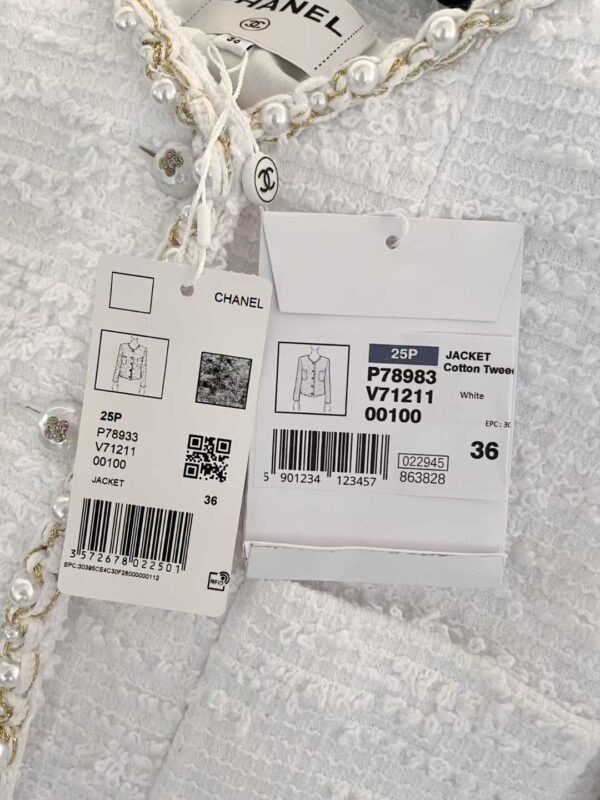 CHANEL
36
CHANEL
25P
P78933
V71211
00100
JACKET
36
3 572678 022501
EPC:30395CE4C30F28000000112
RFID
25P
P78983
V71211
00100
JACKET
Cotton Twee
White
EPC : 30
36
5 901234 123457
022945
863828